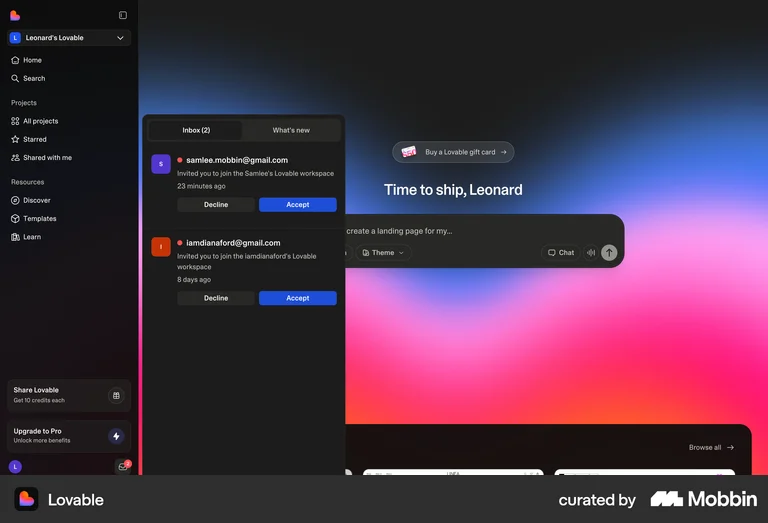 L Leonard's Lovable
Home
Search
Projects
All projects
Starred
Shared with me
Resources
Discover
Templates
Learn
Share Lovable
Get 10 credits each
Upgrade to Pro
Unlock more benefits
L
2
Inbox (2)
What's new
S
samlee.mobbin@gmail.com
Invited you to join the Samlee's Lovable workspace
23 minutes ago
Decline
Accept
I
iamdianaford@gmail.com
Invited you to join the iamdianaford's Lovable
workspace
8 days ago
Decline
Accept
Buy a Lovable gift card
Time to ship, Leonard
create a landing page for my...
Theme
Chat
Browse all
Lovable
curated by Mobbin